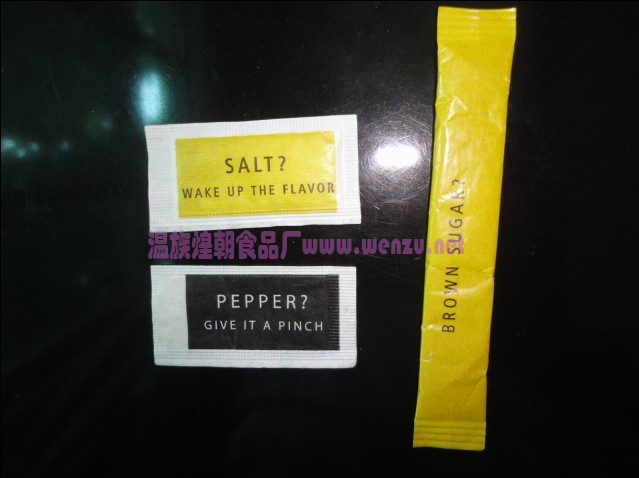 SALT?
WAKE UP THE FLAVOR
温族煌朝食品厂www.wenzu.net
PEPPER?
GIVE IT A PINCH
BROWN SUGAR?